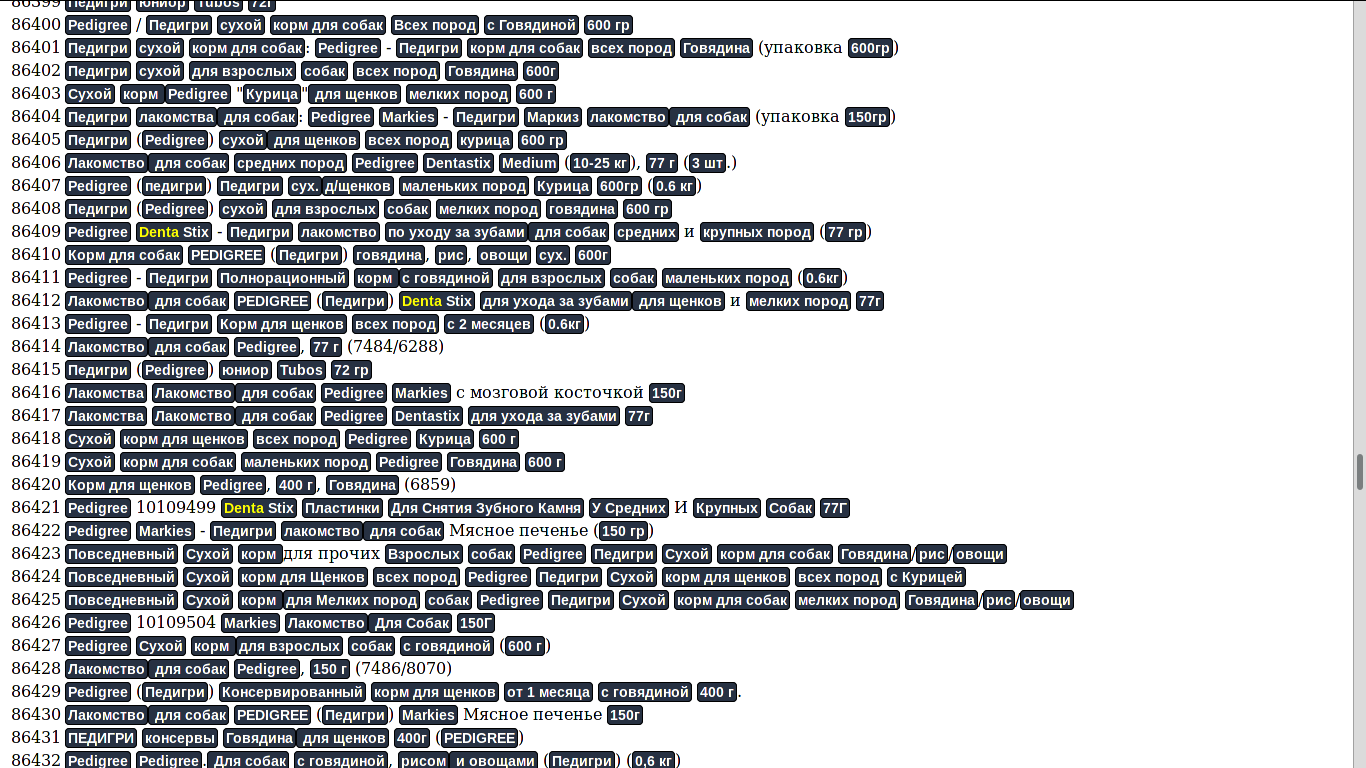 86399 Педигри юниор Tubos 72г
86400 Pedigree / Педигри сухой корм для собак Всех пород с Говядиной 600 гр
86401 Педигри сухой корм для собак: Pedigree - Педигри корм для собак всех пород Говядина (упаковка 600гр)
86402 Педигри сухой для взрослых собак всех пород Говядина 600г
86403 Сухой корм Pedigree "Курица" для щенков мелких пород 600 г
86404 Педигри лакомства для собак: Pedigree Markies - Педигри Маркиз лакомство для собак (упаковка 150гр)
86405 Педигри (Pedigree) сухой для щенков всех пород курица 600 гр
86406 Лакомство для собак средних пород Pedigree Dentastix Medium (10-25 кг), 77 г (3 шт.)
86407 Pedigree (педигри) Педигри сух. д/щенков маленьких пород Курица 600гр (0.6 кг)
86408 Педигри (Pedigree) сухой для взрослых собак мелких пород говядина 600 гр
86409 Pedigree Denta Stix - Педигри лакомство по уходу за зубами для собак средних и крупных пород (77 гр)
86410 Корм для собак PEDIGREE (Педигри) говядина, рис, овощи сух. 600г
86411 Pedigree - Педигри Полнорационный корм с говядиной для взрослых собак маленьких пород (0.6кг)
86412 Лакомство для собак PEDIGREE (Педигри) Denta Stix для ухода за зубами для щенков и мелких пород 77г
86413 Pedigree - Педигри Корм для щенков всех пород с 2 месяцев (0.6кг)
86414 Лакомство для собак Pedigree, 77 г (7484/6288)
86415 Педигри (Pedigree) юниор Tubos 72 гр
86416 Лакомства Лакомство для собак Pedigree Markies с мозговой косточкой 150г
86417 Лакомства Лакомство для собак Pedigree Dentastix для ухода за зубами 77г
86418 Сухой корм для щенков всех пород Pedigree Курица 600 г
86419 Сухой корм для собак маленьких пород Pedigree Говядина 600 г
86420 Корм для щенков Pedigree, 400 г, Говядина (6859)
86421 Pedigree 10109499 Denta Stix Пластинки Для Снятия Зубного Камня У Средних И Крупных Собак 77Г
86422 Pedigree Markies - Педигри лакомство для собак Мясное печенье (150 гр)
86423 Повседневный Сухой корм для прочих Взрослых собак Pedigree Педигри Сухой корм для собак Говядина/рис/овощи
86424 Повседневный Сухой корм для Щенков всех пород Pedigree Педигри Сухой корм для щенков всех пород с Курицей
86425 Повседневный Сухой корм для Мелких пород собак Pedigree Педигри Сухой корм для собак мелких пород Говядина/рис/овощи
86426 Pedigree 10109504 Markies Лакомство Для Собак 150Г
86427 Pedigree Сухой корм для взрослых собак с говядиной (600 г)
86428 Лакомство для собак Pedigree, 150 г (7486/8070)
86429 Pedigree (Педигри) Консервированный корм для щенков от 1 месяца с говядиной 400 г.
86430 Лакомство для собак PEDIGREE (Педигри) Markies Мясное печенье 150г
86431 ПЕДИГРИ консервы Говядина для щенков 400г (PEDIGREE)
86432 Pedigree Pedigree. Для собак с говядиной, рисом и овощами (Педигри) (0,6 кг)